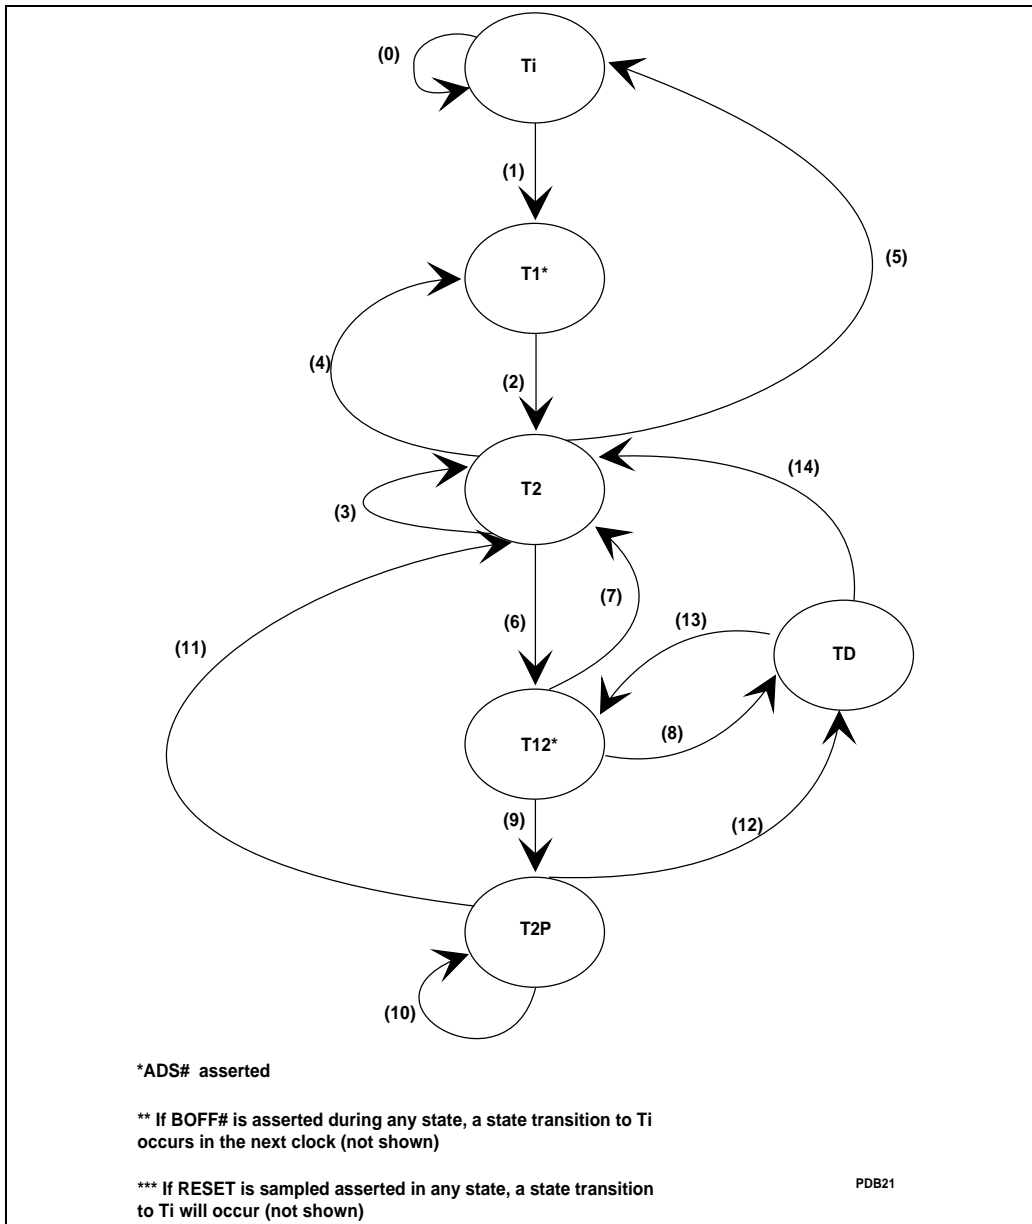 (0)
Ti
(1)
T1*
(5)
(4)
(2)
(14)
T2
(3)
(7)
(6)
(13)
(11)
TD
T12*
(8)
(9)
(12)
T2P
(10)
*ADS# asserted
** If BOFF# is asserted during any state, a state transition to Ti
occurs in the next clock (not shown)
*** If RESET is sampled asserted in any state, a state transition
to Ti will occur (not shown)
PDB21